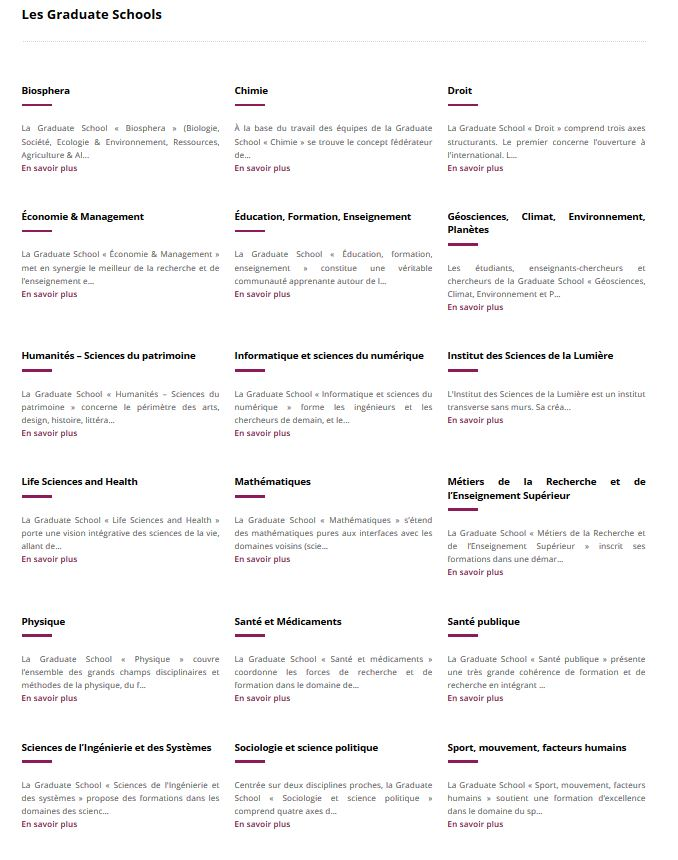 Les Graduate Schools
Biosphera
La Graduate School « Biosphera » (Biologie,
Société, Ecologie & Environnement, Ressources,
Agriculture & Al...
En savoir plus
Chimie
À la base du travail des équipes de la Graduate
School « Chimie » se trouve le concept fédérateur
de...
En savoir plus
Droit
La Graduate School « Droit » comprend trois axes
structurants. Le premier concerne l'ouverture à
l'international. L...
En savoir plus
Économie & Management
La Graduate School « Économie & Management »
met en synergie le meilleur de la recherche et de
l'enseignement e...
En savoir plus
Éducation, Formation, Enseignement
La Graduate School « Éducation, formation,
enseignement » constitue une véritable
communauté apprenante autour de l...
En savoir plus
Géosciences, Climat, Environnement,
Planètes
Les étudiants, enseignants-chercheurs et
chercheurs de la Graduate School « Géosciences,
Climat, Environnement et P...
En savoir plus
Humanités – Sciences du patrimoine
La Graduate School « Humanités – Sciences du
patrimoine » concerne le périmètre des arts,
design, histoire, littéra...
En savoir plus
Informatique et sciences du numérique
La Graduate School « Informatique et sciences du
numérique » forme les ingénieurs et les
chercheurs de demain, et le...
En savoir plus
Institut des Sciences de la Lumière
L'Institut des Sciences de la Lumière est un institut
transverse sans murs. Sa créa...
En savoir plus
Life Sciences and Health
La Graduate School « Life Sciences and Health »
porte une vision intégrative des sciences de la vie,
allant de...
En savoir plus
Mathématiques
La Graduate School « Mathématiques » s'étend
des mathématiques pures aux interfaces avec les
domaines voisins (scie...
En savoir plus
Métiers de la Recherche et de
l'Enseignement Supérieur
La Graduate School « Métiers de la Recherche et
de l'Enseignement Supérieur » inscrit ses
formations dans une démar...
En savoir plus
Physique
La Graduate School « Physique » couvre
l'ensemble des grands champs disciplinaires et
méthodes de la physique, du f...
En savoir plus
Santé et Médicaments
La Graduate School « Santé et médicaments »
coordonne les forces de recherche et de
formation dans le domaine de...
En savoir plus
Santé publique
La Graduate School « Santé publique » présente
une très grande cohérence de formation et de
recherche en intégrant ...
En savoir plus
Sciences de l'Ingénierie et des Systèmes
La Graduate School « Sciences de l'Ingénierie et
des systèmes » propose des formations dans les
domaines des scienc...
En savoir plus
Sociologie et science politique
Centrée sur deux disciplines proches, la Graduate
School « Sociologie et science politique »
comprend quatre axes d...
En savoir plus
Sport, mouvement, facteurs humains
La Graduate School « Sport, mouvement, facteurs
humains » soutient une formation d'excellence
dans le domaine du sp...
En savoir plus